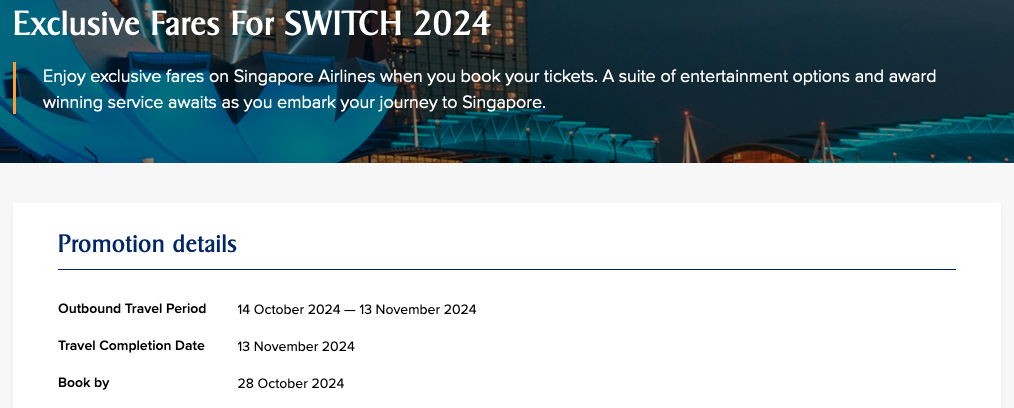 Exclusive Fares For SWITCH 2024
Enjoy exclusive fares on Singapore Airlines when you book your tickets. A suite of entertainment options and award
winning service awaits as you embark your journey to Singapore.
Promotion details
Outbound Travel Period 14 October 2024 — 13 November 2024
Travel Completion Date 13 November 2024
Book by 28 October 2024